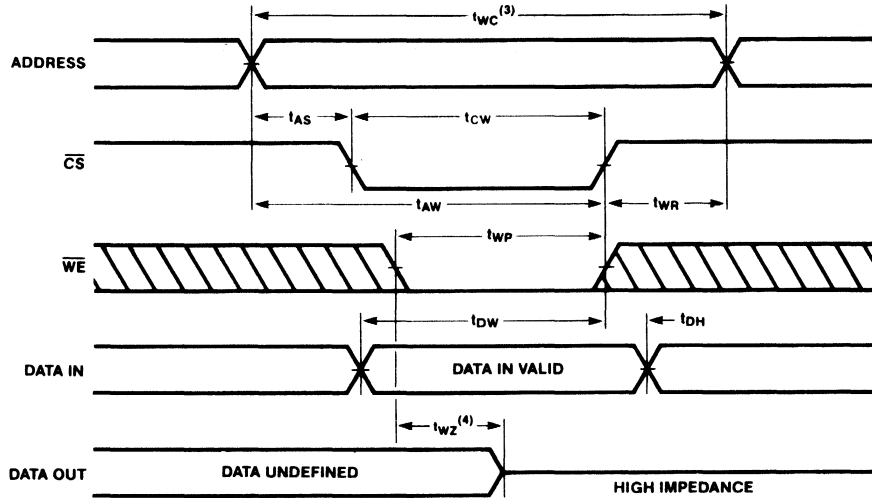 tWC(3)
ADDRESS
tAS
tCW
CS
tAW
tWR
WE
tWP
tDW
tDH
DATA IN
DATA IN VALID
tWZ(4)
DATA OUT
DATA UNDEFINED
HIGH IMPEDANCE